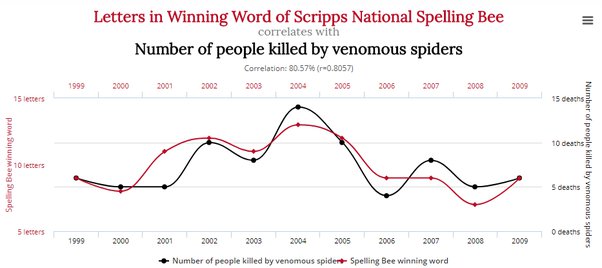 Letters in Winning Word of Scripps National Spelling Bee
correlates with
Number of people killed by venomous spiders
Correlation: 80.57% (r=0.8057)
1999 2000 2001 2002 2003 2004 2005 2006 2007 2008 2009
Spelling Bee winning word
15 letters
10 letters
5 letters
15 deaths
10 deaths
5 deaths
0 deaths
Number of people killed by venomous spiders
1999 2000 2001 2002 2003 2004 2005 2006 2007 2008 2009
Number of people killed by venomous spiders Spelling Bee winning word